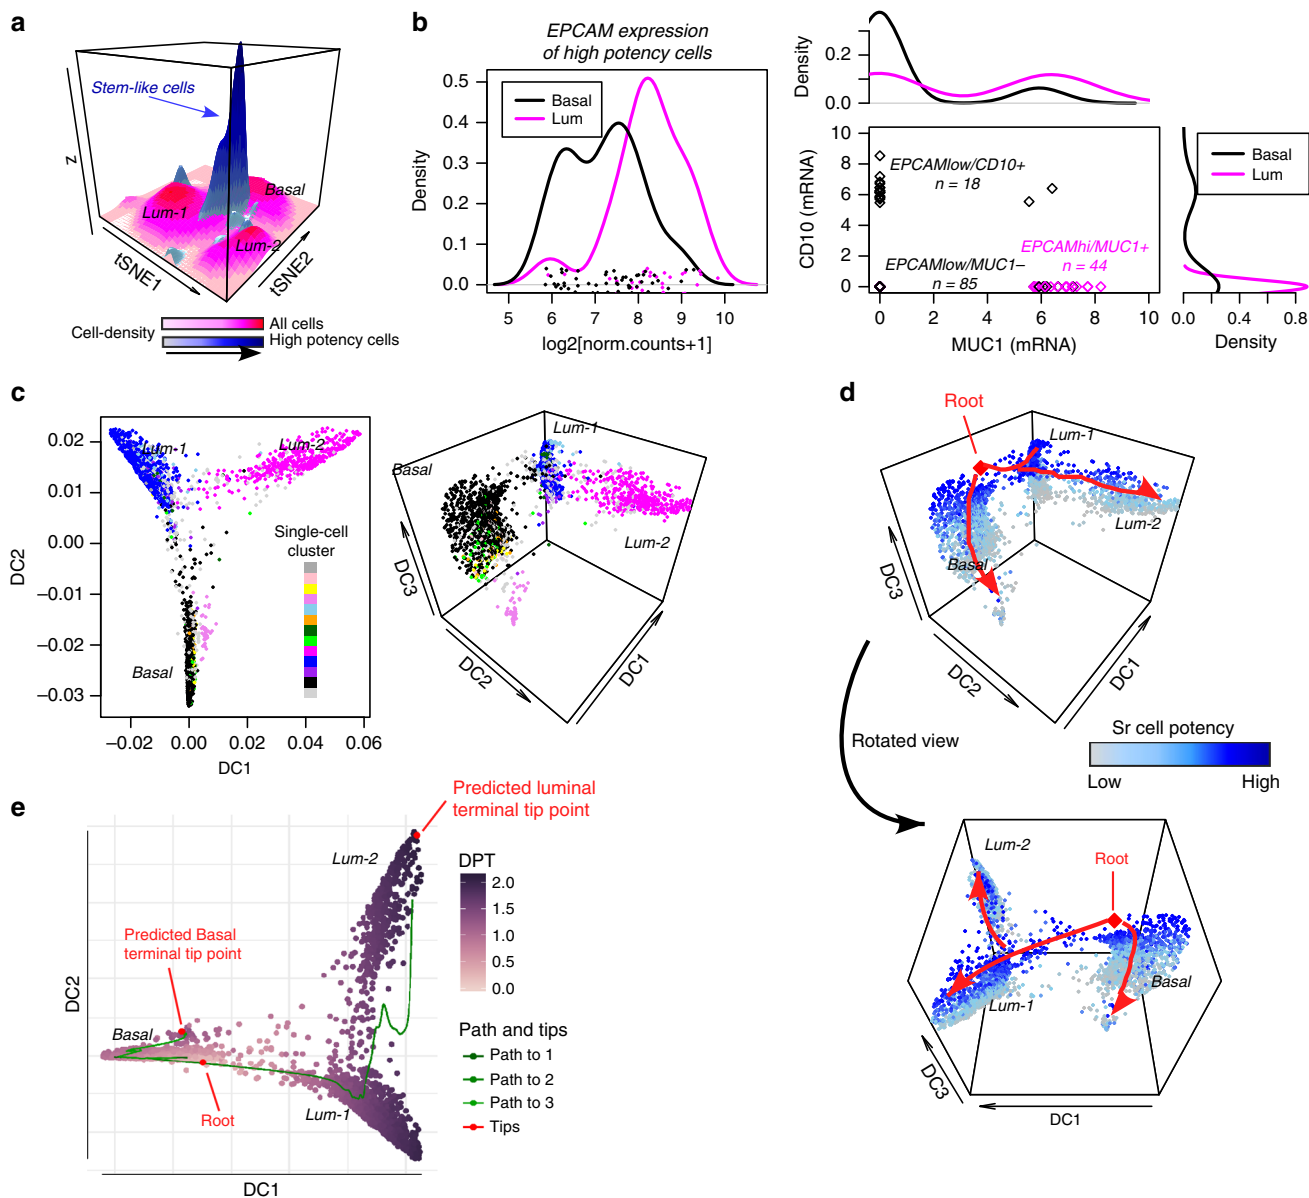 a
Stem-like cells
z
Lum-1
Basal
Lum-2
tSNE1
tSNE2
Cell-density
All cells
High potency cells
b
EPCAM expression
of high potency cells
Density
0.5
0.4
0.3
0.2
0.1
0.0
Basal
Lum
5 6 7 8 9 10
log2[norm.counts+1]
Density
0.2
0.0
CD10 (mRNA)
10
8
6
4
2
0
EPCAMlow/CD10+
n = 18
EPCAMhi/MUC1+
n = 44
EPCAMlow/MUC1–
n = 85
0 2 4 6 8 10
MUC1 (mRNA)
Basal
Lum
0.0 0.4 0.8
Density
c
DC2
0.02
0.01
0.00
–0.01
–0.02
–0.03
Lum-1
Lum-2
Single-cell
cluster
Basal
–0.02 0.00 0.02 0.04 0.06
DC1
Basal
Lum-1
Lum-2
DC3
DC2
DC1
d
Root
Lum-1
Lum-2
Basal
DC3
DC2
DC1
Rotated view
Sr cell potency
Low High
Lum-2
Root
Basal
Lum-1
DC3
DC1
e
Predicted luminal
terminal tip point
Lum-2
Predicted Basal
terminal tip point
Basal
Root
Lum-1
DC2
DC1
DPT
2.0
1.5
1.0
0.5
0.0
Path and tips
Path to 1
Path to 2
Path to 3
Tips